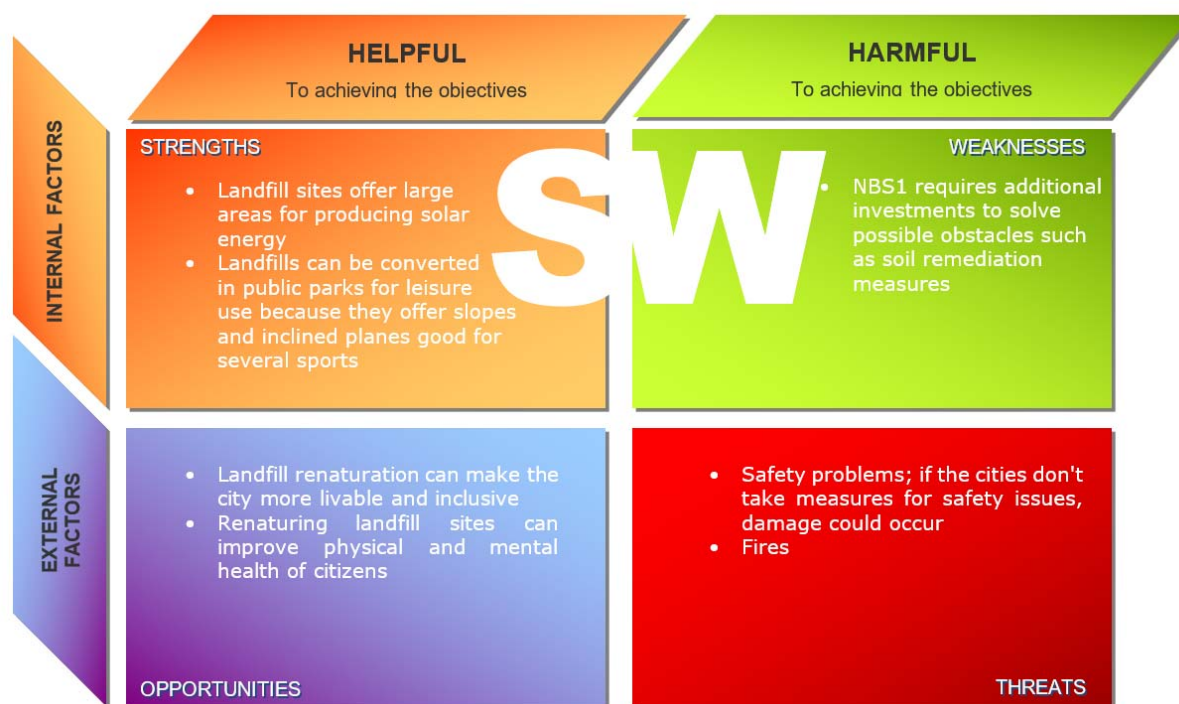 HELPFUL
To achieving the objectives
HARMFUL
To achieving the objectives
INTERNAL FACTORS
STRENGTHS
• Landfill sites offer large
areas for producing solar
energy
• Landfills can be converted
in public parks for leisure
use because they offer slopes
and inclined planes good for
several sports
S
W
WEAKNESSES
• NBS1 requires additional
investments to solve
possible obstacles such
as soil remediation
measures
EXTERNAL
FACTORS
• Landfill renaturation can make the
city more livable and inclusive
• Renaturing landfill sites can
improve physical and mental
health of citizens
OPPORTUNITIES
• Safety problems; if the cities don't
take measures for safety issues,
damage could occur
• Fires
THREATS